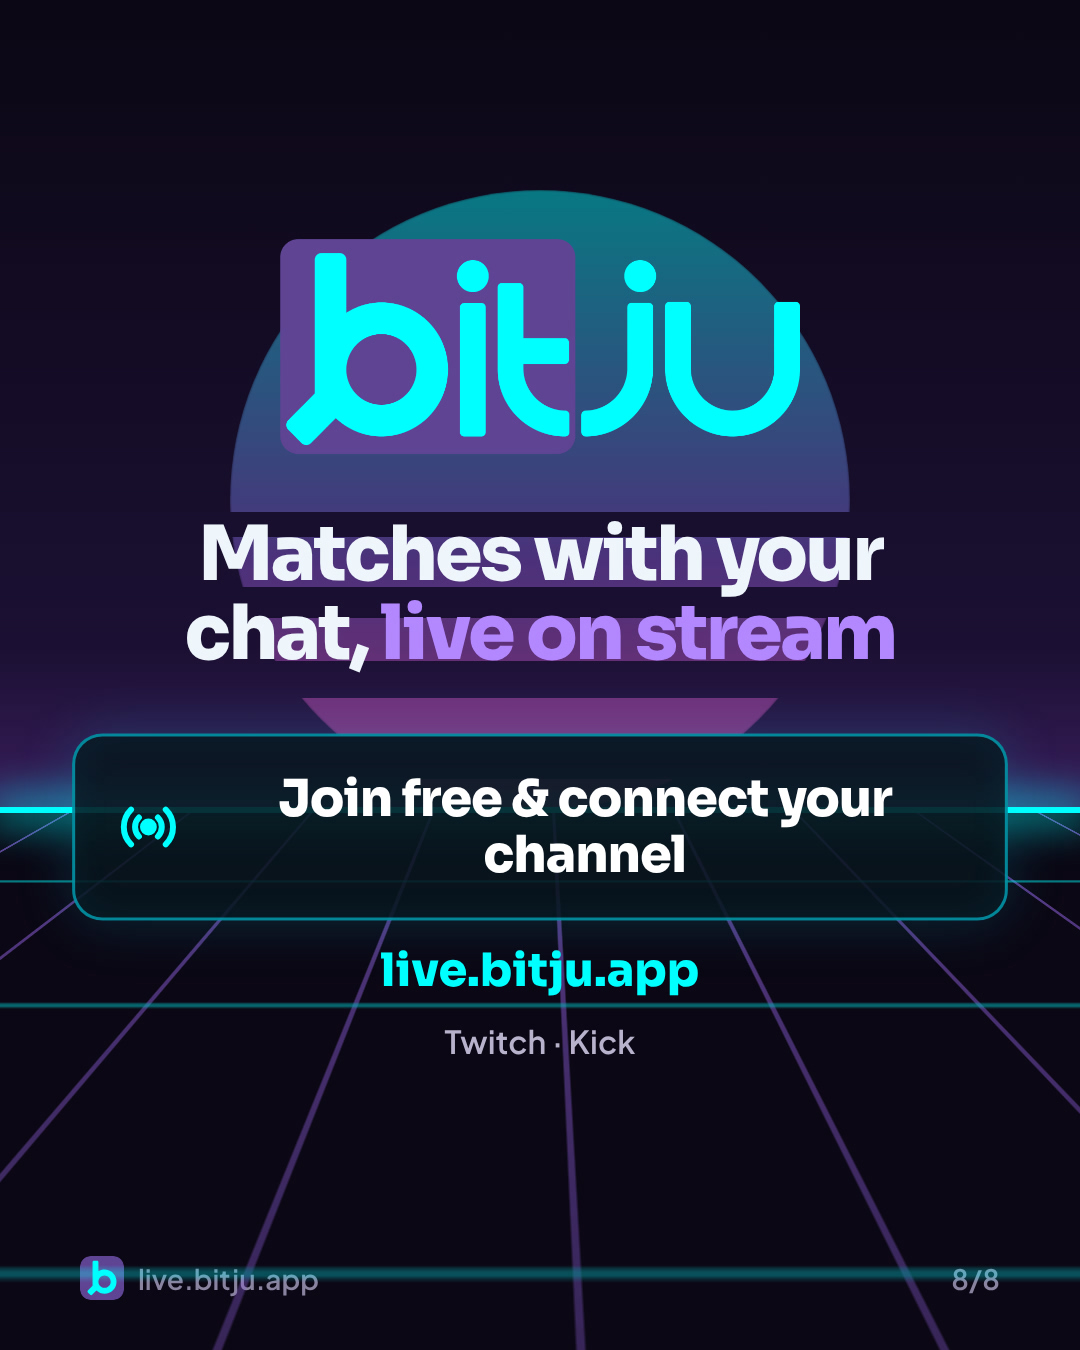 bitju
Matches with your
chat, live on stream
Join free & connect your
channel
live.bitju.app
Twitch · Kick
b live.bitju.app
8/8